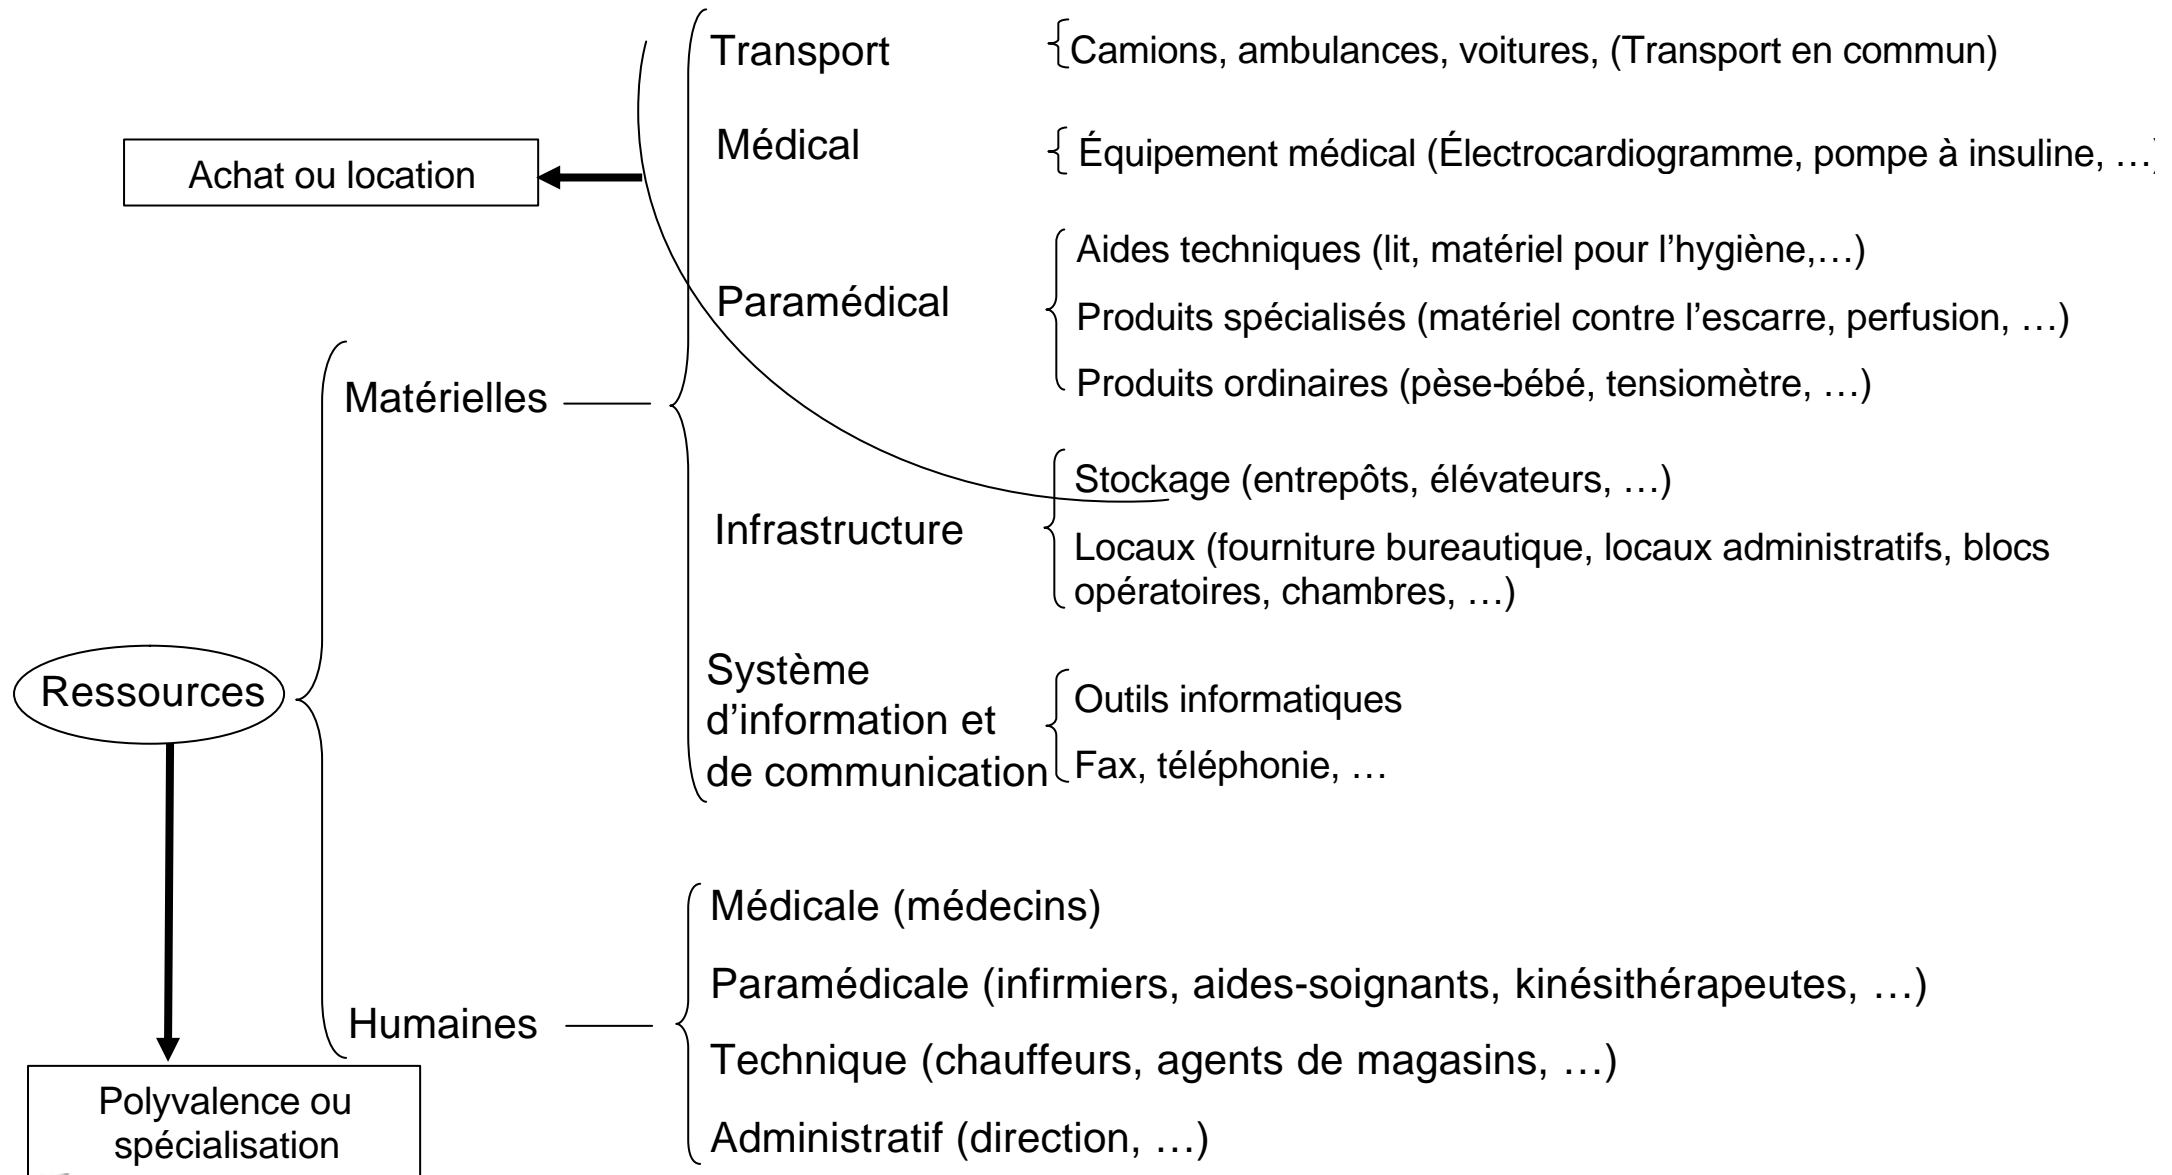 Transport
Camions, ambulances, voitures, (Transport en commun)
Médical
Équipement médical (Électrocardiogramme, pompe à insuline, …)
Achat ou location
Paramédical
Aides techniques (lit, matériel pour l’hygiène,…)
Produits spécialisés (matériel contre l’escarre, perfusion, …)
Produits ordinaires (pèse-bébé, tensiomètre, …)
Matérielles
Infrastructure
Stockage (entrepôts, élévateurs, …)
Locaux (fourniture bureautique, locaux administratifs, blocs
opératoires, chambres, …)
Ressources
Système
d’information et
de communication
Outils informatiques
Fax, téléphonie, …
Humaines
Médicale (médecins)
Paramédicale (infirmiers, aides-soignants, kinésithérapeutes, …)
Technique (chauffeurs, agents de magasins, …)
Administratif (direction, …)
Polyvalence ou
spécialisation